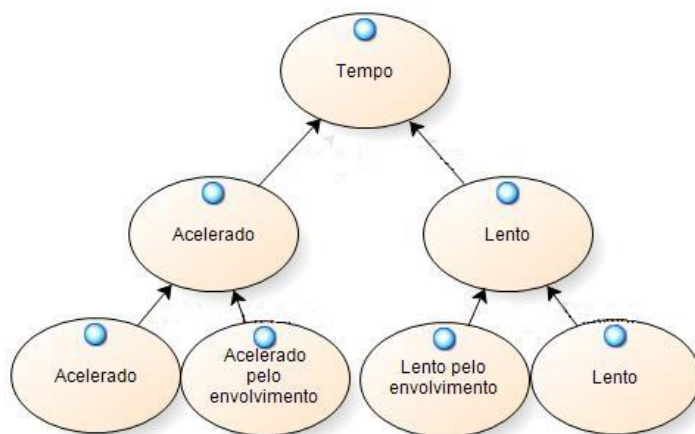 Tempo
Acelerado
Lento
Acelerado
Acelerado
pelo
envolvimento
Lento pelo
envolvimento
Lento